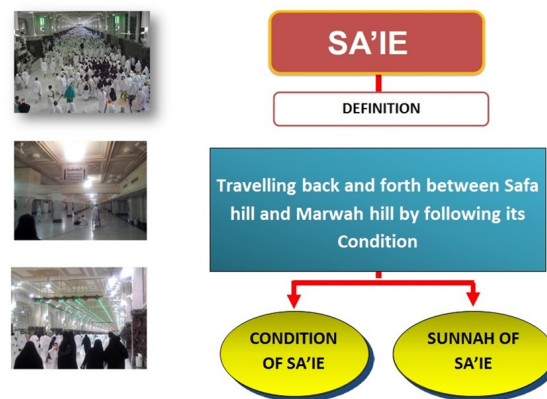 SA’IE
DEFINITION
Travelling back and forth between Safa
hill and Marwah hill by following its
Condition
CONDITION
OF SA’IE
SUNNAH OF
SA’IE